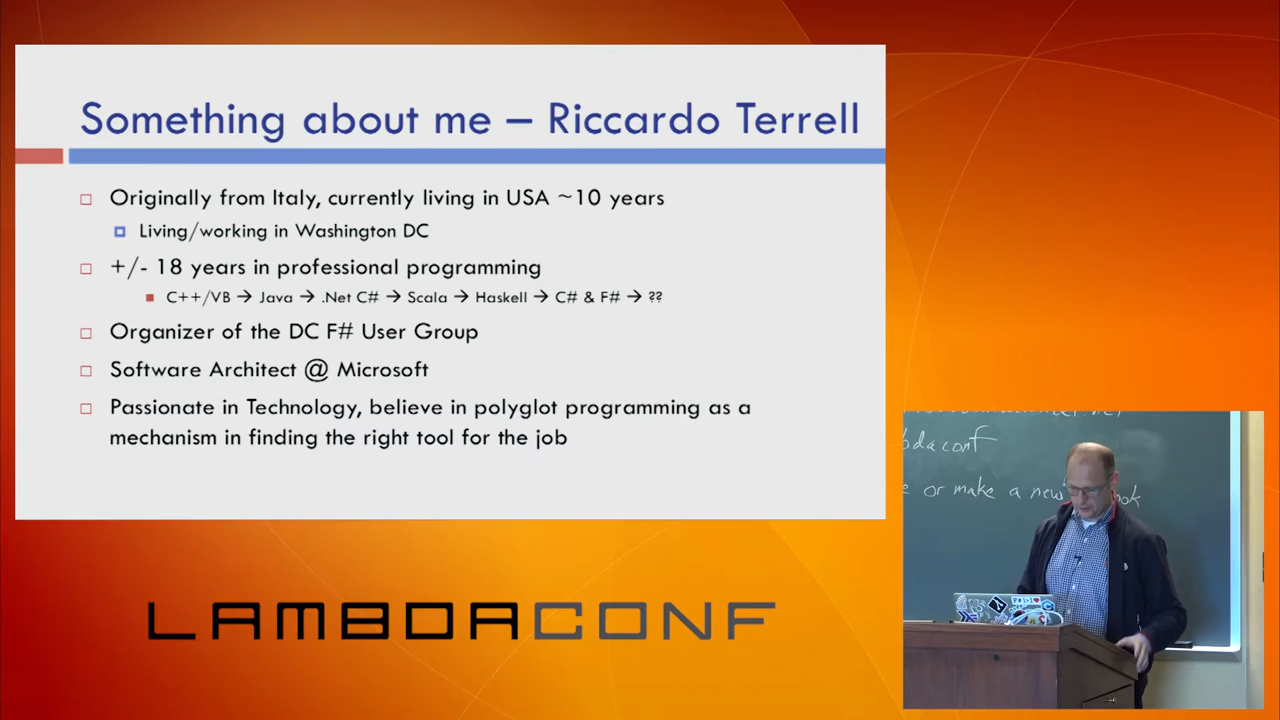 Something about me – Riccardo Terrell
Originally from Italy, currently living in USA ~10 years
Living/working in Washington DC
+/- 18 years in professional programming
C++/VB → Java → .Net C# → Scala → Haskell → C# & F# → ??
Organizer of the DC F# User Group
Software Architect @ Microsoft
Passionate in Technology, believe in polyglot programming as a
mechanism in finding the right tool for the job
LAMBDACONF
bdaconf
e or make a new ok